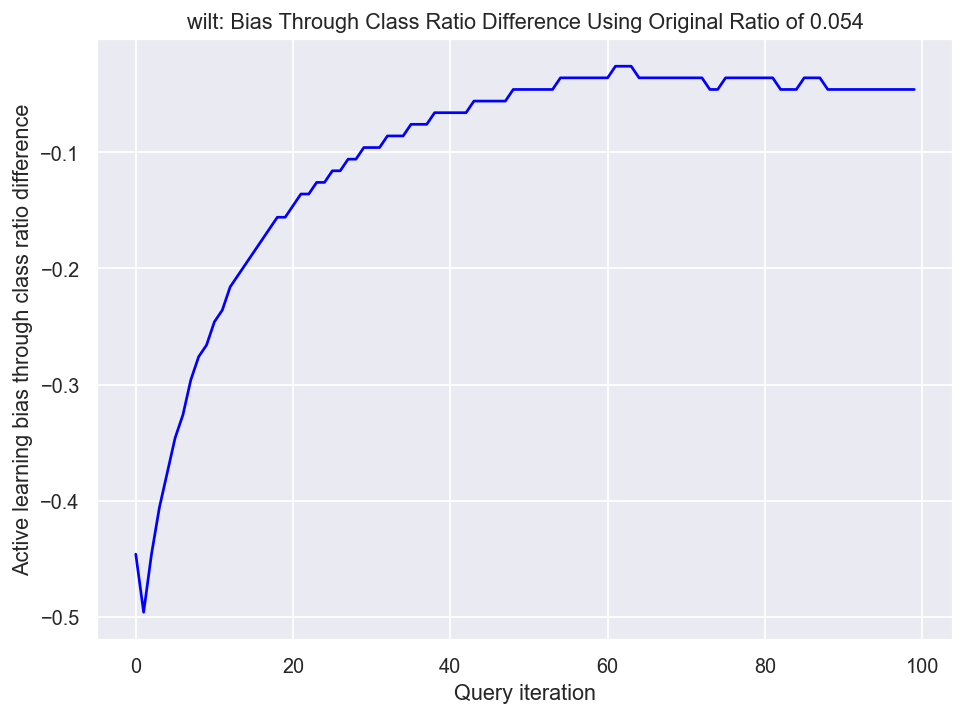 wilt: Bias Through Class Ratio Difference Using Original Ratio of 0.054
Active learning bias through class ratio difference
−0.1
−0.2
−0.3
−0.4
−0.5
0 20 40 60 80 100
Query iteration